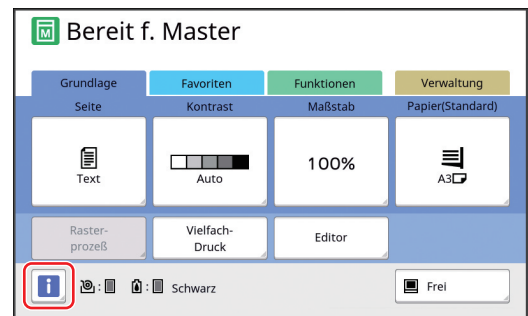 M Bereit f. Master
Grundlage Favoriten Funktionen Verwaltung
Seite Kontrast Maßstab Papier(Standard)
Text Auto 100% A3
Raster-
prozeß
Vielfach-
Druck
Editor
i : : Schwarz Frei